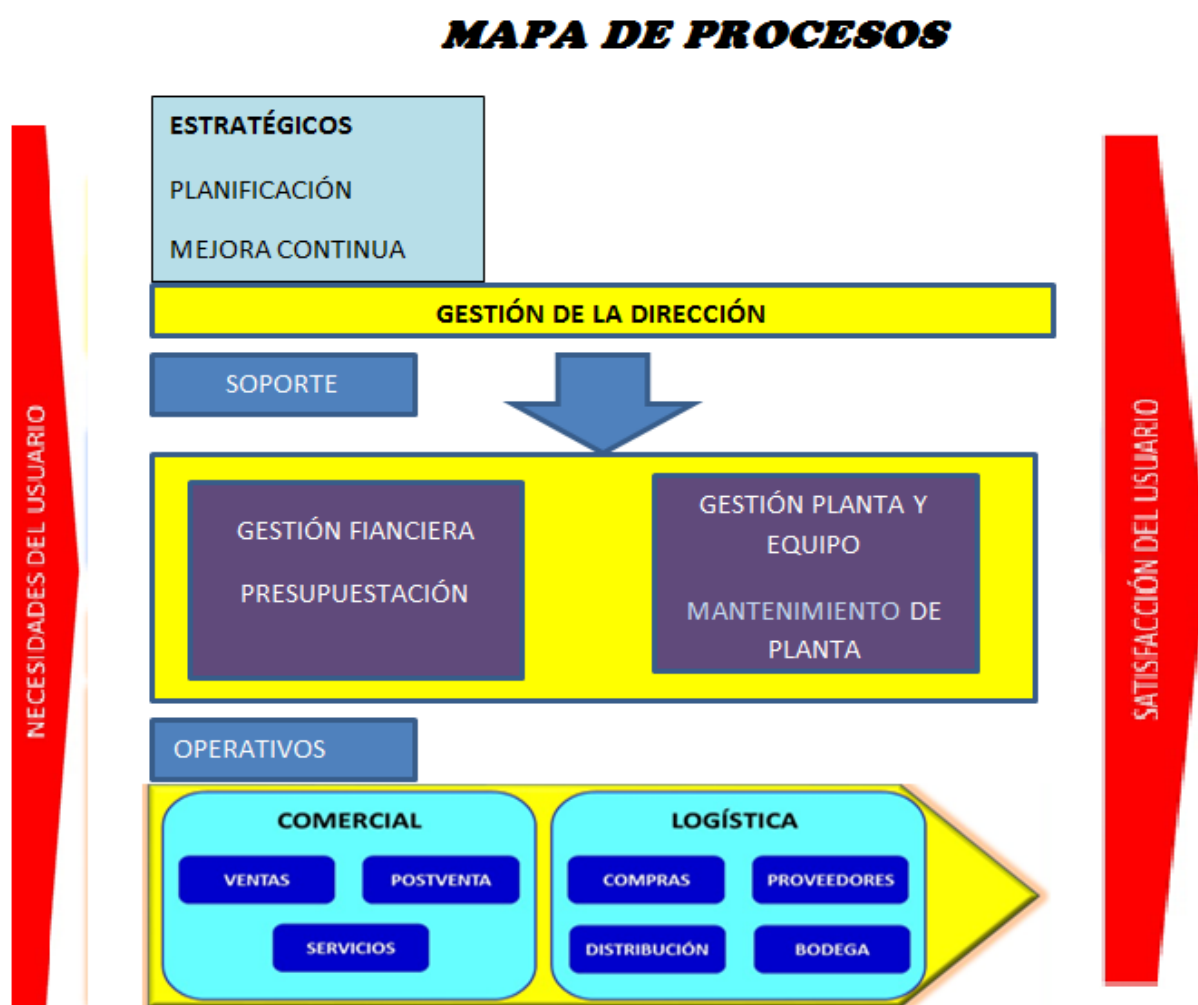 MAPA DE PROCESOS
ESTRATÉGICOS
PLANIFICACIÓN
MEJORA CONTINUA
GESTIÓN DE LA DIRECCIÓN
SOPORTE
NECESIDADES DEL USUARIO
GESTIÓN FIANCIERA
PRESUPUESTACIÓN
GESTIÓN PLANTA Y
EQUIPO
MANTENIMIENTO DE
PLANTA
SATISFACCIÓN DEL USUARIO
OPERATIVOS
COMERCIAL
VENTAS
POSTVENTA
SERVICIOS
LOGÍSTICA
COMPRAS
PROVEEDORES
DISTRIBUCIÓN
BODEGA